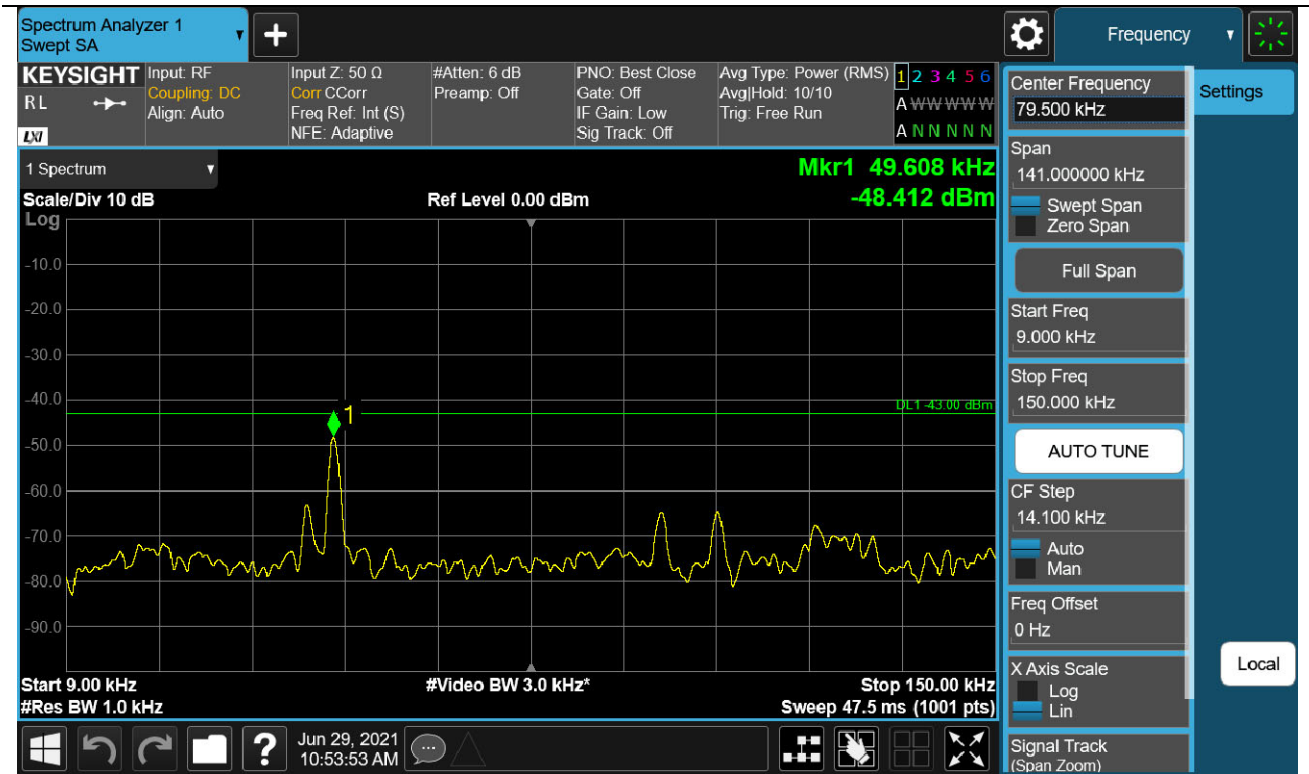 Spectrum Analyzer 1
Swept SA
Frequency
KEYSIGHT
RL
LXI
Input: RF
Coupling: DC
Align: Auto
Input Z: 50 Ω
Corr CCorr
Freq Ref: Int (S)
NFE: Adaptive
#Atten: 6 dB
Preamp: Off
PNO: Best Close
Gate: Off
IF Gain: Low
Sig Track: Off
Avg Type: Power (RMS)
Avg|Hold: 10/10
Trig: Free Run
1 2 3 4 5 6
A W W W W W
A N N N N N
1 Spectrum
Scale/Div 10 dB
Ref Level 0.00 dBm
Mkr1 49.608 kHz
-48.412 dBm
Log
-10.0
-20.0
-30.0
-40.0
-50.0
-60.0
-70.0
-80.0
-90.0
1
DL1 -43.00 dBm
Start 9.00 kHz
#Res BW 1.0 kHz
#Video BW 3.0 kHz*
Stop 150.00 kHz
Sweep 47.5 ms (1001 pts)
Center Frequency
79.500 kHz
Settings
Span
141.000000 kHz
Swept Span
Zero Span
Full Span
Start Freq
9.000 kHz
Stop Freq
150.000 kHz
AUTO TUNE
CF Step
14.100 kHz
Auto
Man
Freq Offset
0 Hz
X Axis Scale
Log
Lin
Local
Signal Track
(Span Zoom)
?
Jun 29, 2021
10:53:53 AM